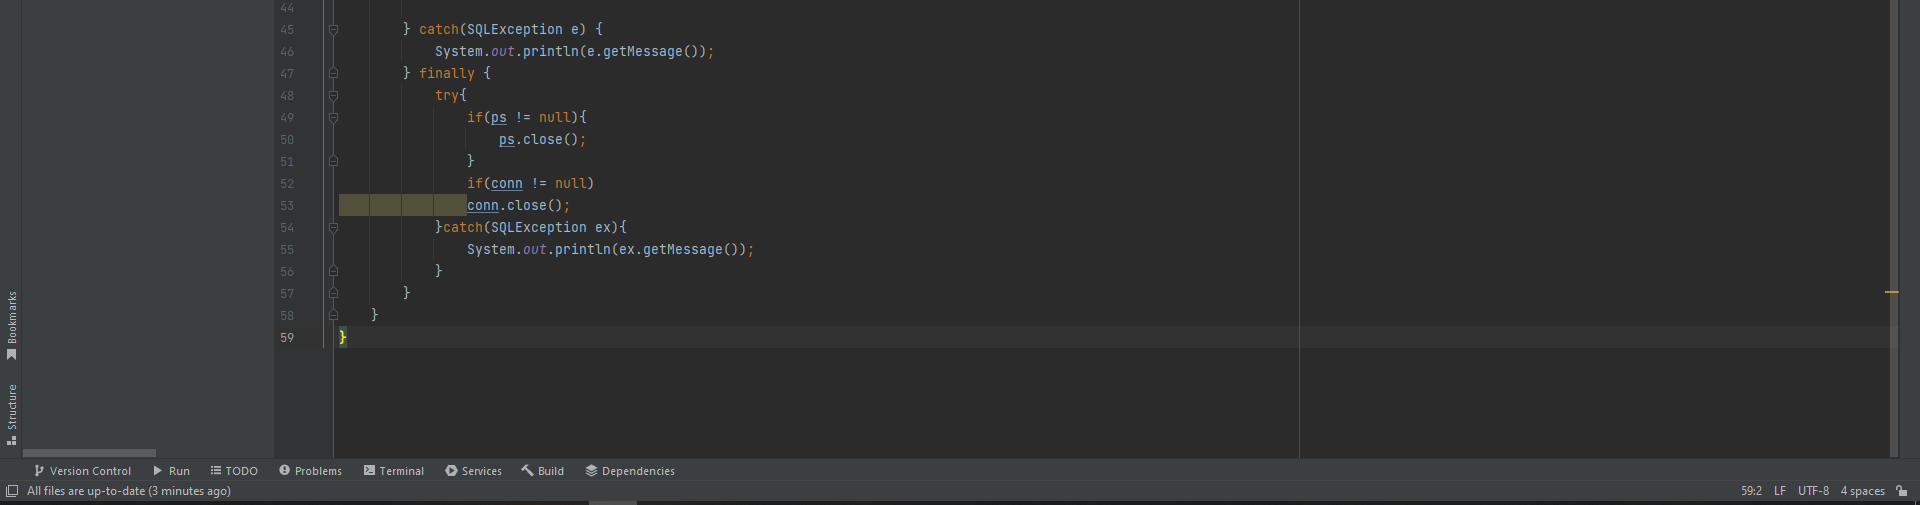 44
45 } catch(SQLException e) {
46 System.out.println(e.getMessage());
47 } finally {
48 try{
49 if(ps != null){
50 ps.close();
51 }
52 if(conn != null)
53 conn.close();
54 }catch(SQLException ex){
55 System.out.println(ex.getMessage());
56 }
57 }
58 }
59 }
Bookmarks
Structure
Version Control Run TODO Problems Terminal Services Build Dependencies
All files are up-to-date (3 minutes ago) 59:2 LF UTF-8 4 spaces